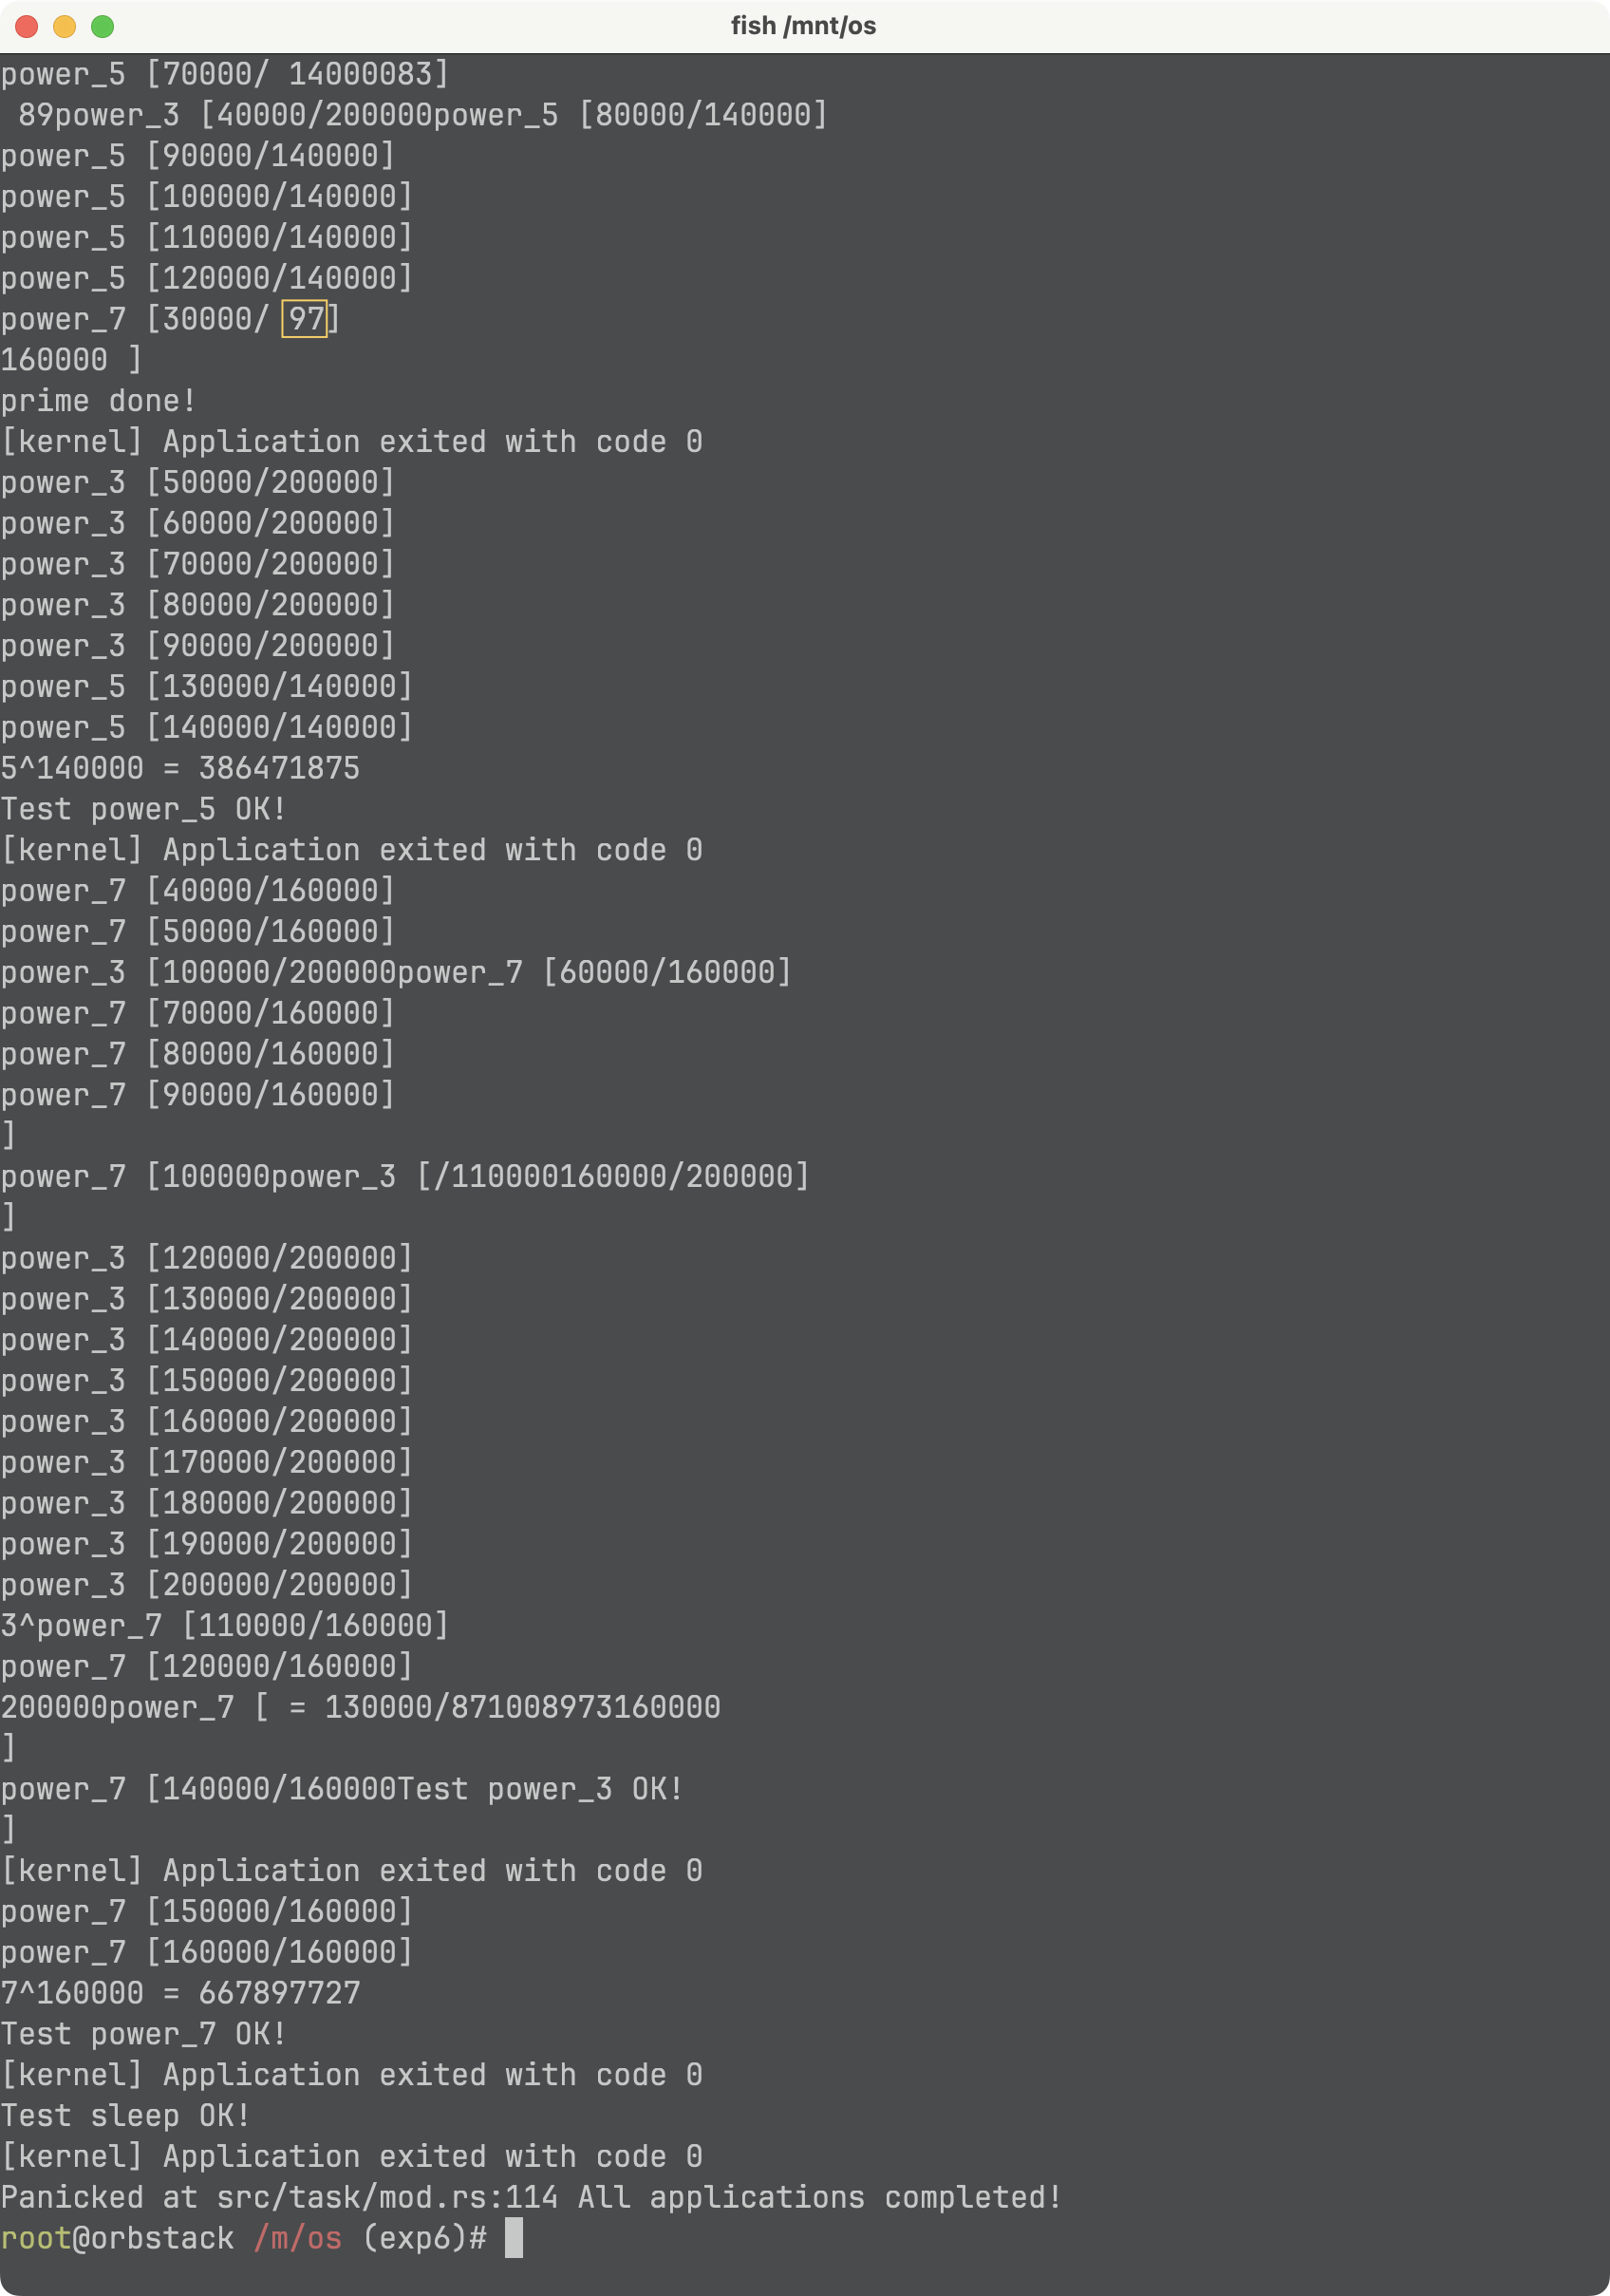 fish /mnt/os
power_5 [70000/ 14000083]
 89power_3 [40000/200000power_5 [80000/140000]
power_5 [90000/140000]
power_5 [100000/140000]
power_5 [110000/140000]
power_5 [120000/140000]
power_7 [30000/ 97]
160000 ]
prime done!
[kernel] Application exited with code 0
power_3 [50000/200000]
power_3 [60000/200000]
power_3 [70000/200000]
power_3 [80000/200000]
power_3 [90000/200000]
power_5 [130000/140000]
power_5 [140000/140000]
5^140000 = 386471875
Test power_5 OK!
[kernel] Application exited with code 0
power_7 [40000/160000]
power_7 [50000/160000]
power_3 [100000/200000power_7 [60000/160000]
power_7 [70000/160000]
power_7 [80000/160000]
power_7 [90000/160000]
]
power_7 [100000power_3 [/110000160000/200000]
]
power_3 [120000/200000]
power_3 [130000/200000]
power_3 [140000/200000]
power_3 [150000/200000]
power_3 [160000/200000]
power_3 [170000/200000]
power_3 [180000/200000]
power_3 [190000/200000]
power_3 [200000/200000]
3^power_7 [110000/160000]
power_7 [120000/160000]
200000power_7 [ = 130000/871008973160000
]
power_7 [140000/160000Test power_3 OK!
]
[kernel] Application exited with code 0
power_7 [150000/160000]
power_7 [160000/160000]
7^160000 = 667897727
Test power_7 OK!
[kernel] Application exited with code 0
Test sleep OK!
[kernel] Application exited with code 0
Panicked at src/task/mod.rs:114 All applications completed!
root@orbstack /m/os (exp6)#